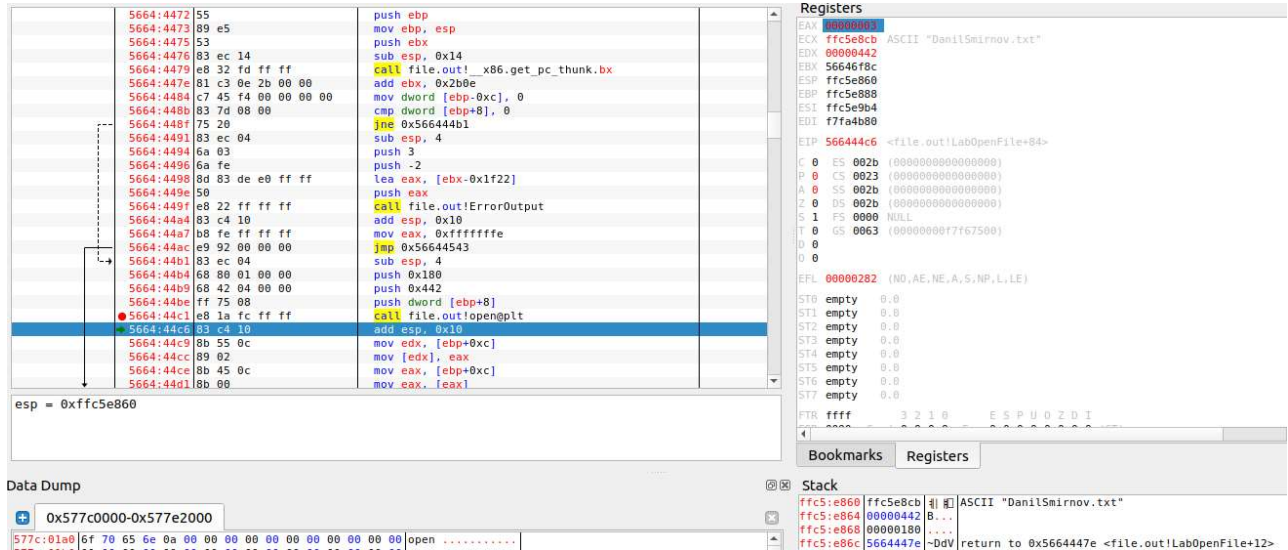 5664:4472 55 push ebp
5664:4473 89 e5 mov ebp, esp
5664:4475 53 push ebx
5664:4476 83 ec 14 sub esp, 0x14
5664:4479 e8 32 fd ff ff call file.out!__x86.get_pc_thunk.bx
5664:447e 81 c3 0e 2b 00 00 add ebx, 0x2b0e
5664:4484 c7 45 f4 00 00 00 00 mov dword [ebp-0xc], 0
5664:448b 83 7d 08 00 cmp dword [ebp+8], 0
5664:448f 75 20 jne 0x566444b1
5664:4491 83 ec 04 sub esp, 4
5664:4494 6a 03 push 3
5664:4496 6a fe push -2
5664:4498 8d 83 de e0 ff ff lea eax, [ebx-0x1f22]
5664:449e 50 push eax
5664:449f e8 22 ff ff ff call file.out!ErrorOutput
5664:44a4 83 c4 10 add esp, 0x10
5664:44a7 b8 fe ff ff ff mov eax, 0xfffffffe
5664:44ac e9 92 00 00 00 jmp 0x56644543
5664:44b1 83 ec 04 sub esp, 4
5664:44b4 68 80 01 00 00 push 0x180
5664:44b9 68 42 04 00 00 push 0x442
5664:44be ff 75 08 push dword [ebp+8]
5664:44c1 e8 1a fc ff ff call file.out!open@plt
5664:44c6 83 c4 10 add esp, 0x10
5664:44c9 8b 55 0c mov edx, [ebp+0xc]
5664:44cc 89 02 mov [edx], eax
5664:44ce 8b 45 0c mov eax, [ebp+0xc]
5664:44d1 8b 00 mov eax, [eax]
esp = 0xffc5e860
Registers
EAX 00000003
ECX ffc5e8cb ASCII "DanilSmirnov.txt"
EDX 00000442
EBX 56646f8c
ESP ffc5e860
EBP ffc5e888
ESI ffc5e9b4
EDI f7fa4b80
EIP 566444c6 <file.out!LabOpenFile+84>
C 0 ES 002b (0000000000000000)
P 0 CS 0023 (0000000000000000)
A 0 SS 002b (0000000000000000)
Z 0 DS 002b (0000000000000000)
S 1 FS 0000 NULL
T 0 GS 0063 (00000000f7f67500)
D 0
O 0
EFL 00000282 (NO,AE,NE,A,S,NP,L,LE)
ST0 empty 0.0
ST1 empty 0.0
ST2 empty 0.0
ST3 empty 0.0
ST4 empty 0.0
ST5 empty 0.0
ST6 empty 0.0
ST7 empty 0.0
FTR ffff 3 2 1 0 E S P U O Z D I
Bookmarks Registers
Data Dump
0x577c0000-0x577e2000
577c:01a0 6f 70 65 6e 0a 00 00 00 00 00 00 00 00 00 00 00 open ...........
Stack
ffc5:e860 ffc5e8cb ASCII "DanilSmirnov.txt"
ffc5:e864 00000442 B...
ffc5:e868 00000180 ....
ffc5:e86c 5664447e ~DdV return to 0x5664447e <file.out!LabOpenFile+12>